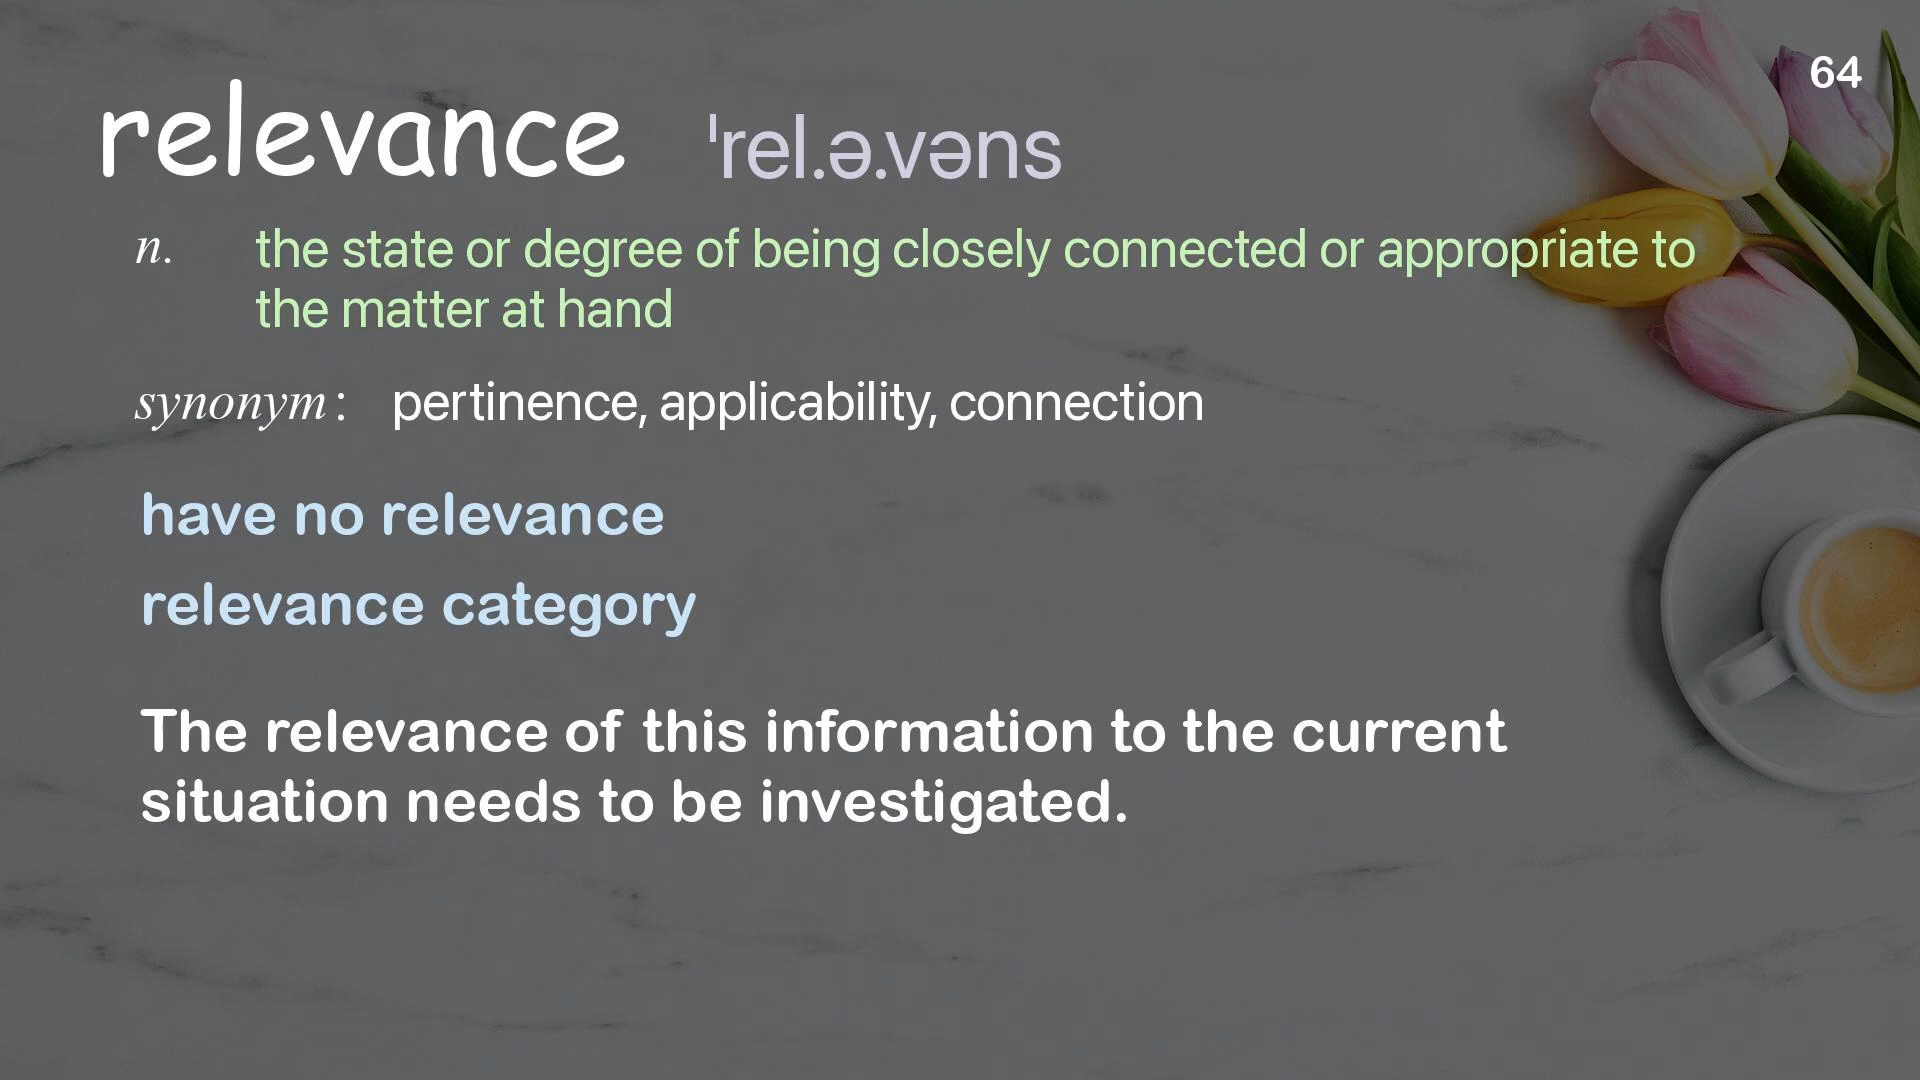 64
relevance ˈrel.ə.vəns
n. the state or degree of being closely connected or appropriate to
the matter at hand
synonym: pertinence, applicability, connection
have no relevance
relevance category
The relevance of this information to the current
situation needs to be investigated.